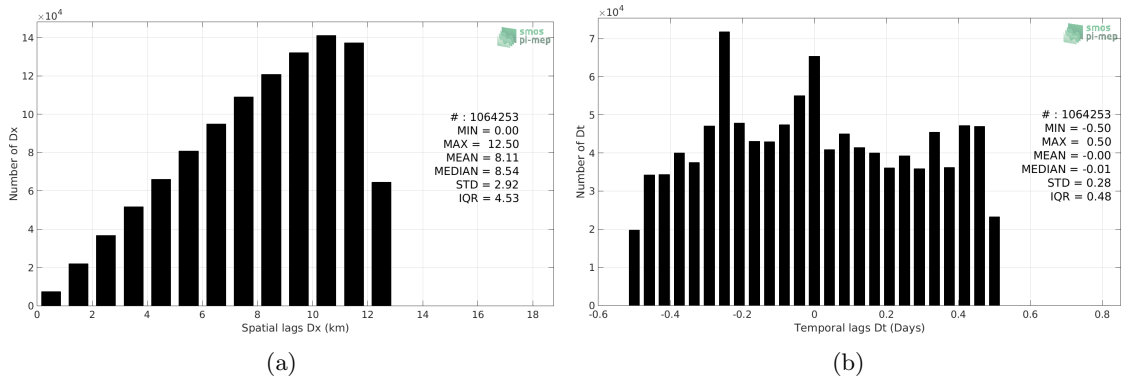 ×10⁴
14
12
10
8
6
4
2
0
Number of Dx
smos
pi-mep
# : 1064253
MIN = 0.00
MAX = 12.50
MEAN = 8.11
MEDIAN = 8.54
STD = 2.92
IQR = 4.53
0 2 4 6 8 10 12 14 16 18
Spatial lags Dx (km)
(a)
×10⁴
7
6
5
4
3
2
1
0
Number of Dt
smos
pi-mep
# : 1064253
MIN = -0.50
MAX = 0.50
MEAN = -0.00
MEDIAN = -0.01
STD = 0.28
IQR = 0.48
-0.6 -0.4 -0.2 0 0.2 0.4 0.6 0.8
Temporal lags Dt (Days)
(b)